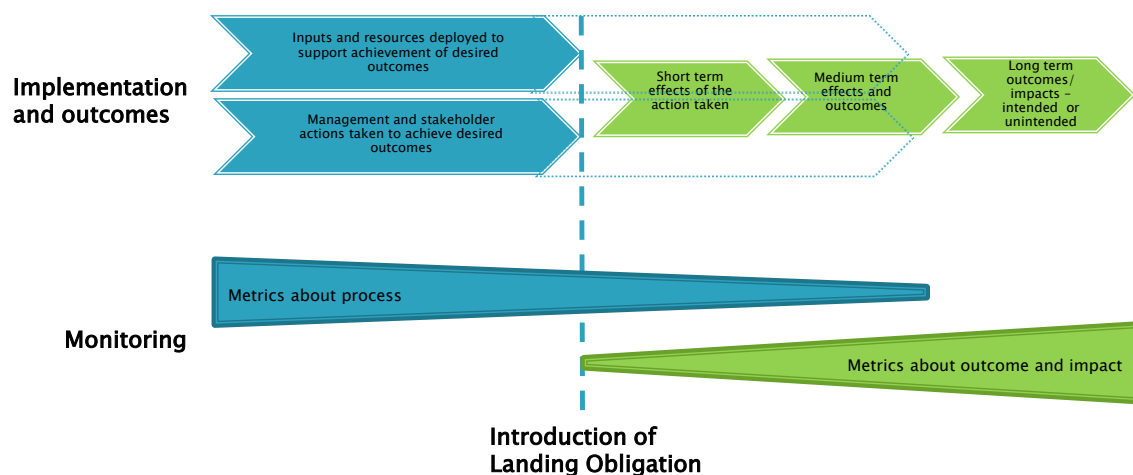 Implementation
and outcomes
Inputs and resources deployed to
support achievement of desired
outcomes
Management and stakeholder
actions taken to achieve desired
outcomes
Short term
effects of the
action taken
Medium term
effects and
outcomes
Long term
outcomes/
impacts –
intended or
unintended
Monitoring
Metrics about process
Metrics about outcome and impact
Introduction of
Landing Obligation